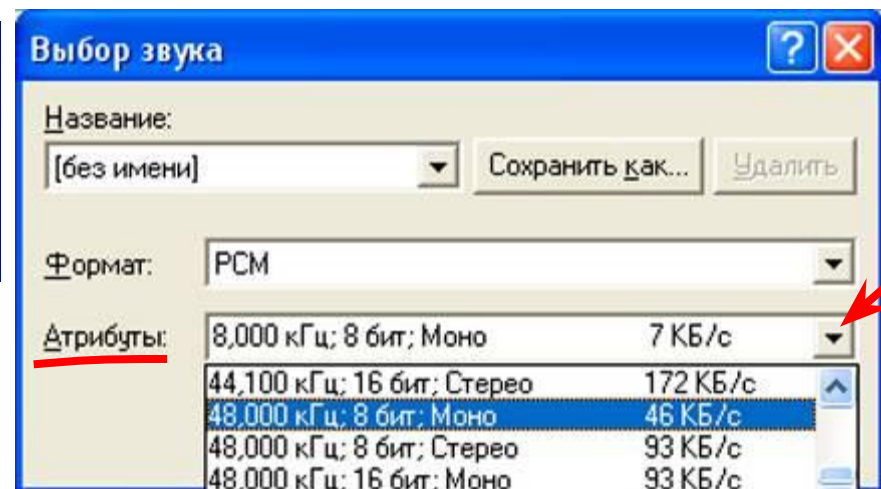 Выбор звука
Название:
[без имени] Сохранить как... Удалить
Формат: PCM
Атрибуты: 8,000 кГц; 8 бит; Моно 7 КБ/с
44,100 кГц; 16 бит; Стерео 172 КБ/с
48,000 кГц; 8 бит; Моно 46 КБ/с
48,000 кГц; 8 бит; Стерео 93 КБ/с
48,000 кГц; 16 бит; Моно 93 КБ/с